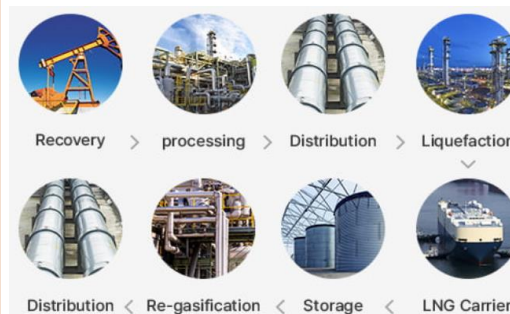 Recovery > processing > Distribution > Liquefaction
Distribution < Re-gasification < Storage < LNG Carrier